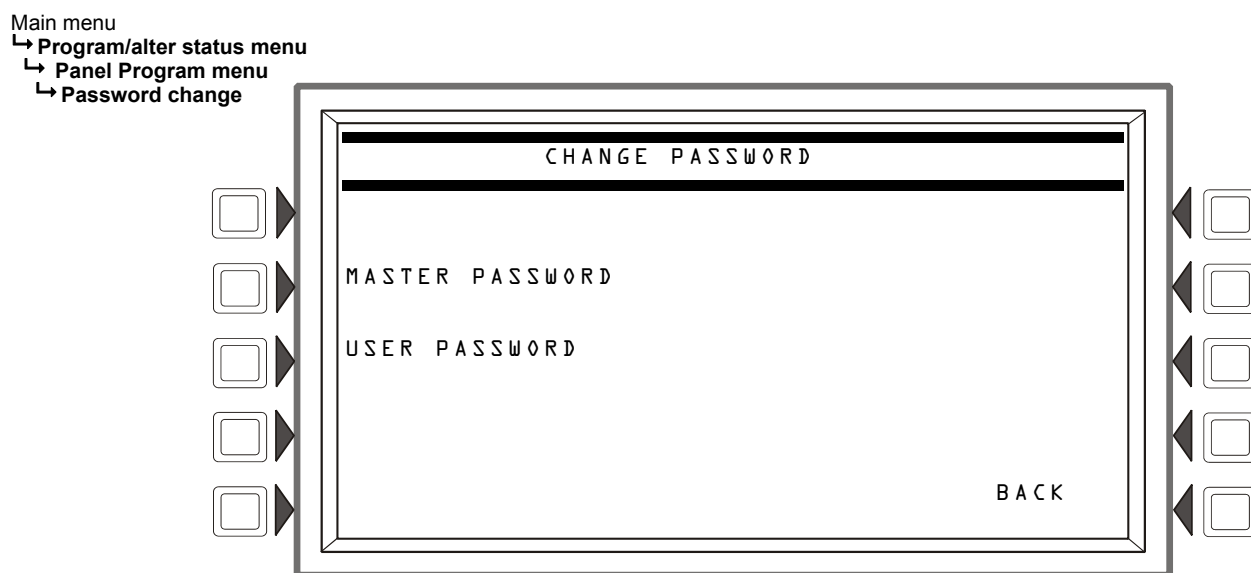 Main menu
Program/alter status menu
Panel Program menu
Password change
CHANGE PASSWORD
MASTER PASSWORD
USER PASSWORD
BACK